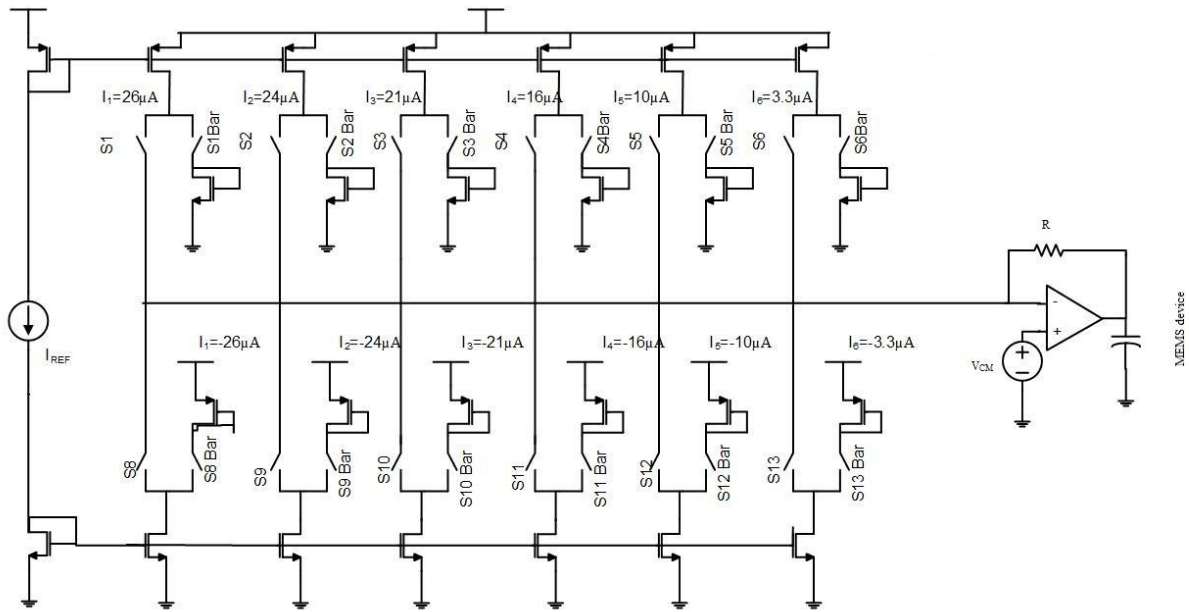 I1=26µA I2=24µA I3=21µA I4=16µA I5=10µA I6=3.3µA
S1 S1Bar S2 S2 Bar S3 S3 Bar S4 S4Bar S5 S5 Bar S6 S6Bar
R
-
+
VCM
+
−
MEMS device
IREF
I1=-26µA I2=-24µA I3=-21µA I4=-16µA I5=-10µA I6=-3.3µA
S8 S8 Bar S9 S9 Bar S10 S10 Bar S11 S11 Bar S12 S12 Bar S13 S13 Bar